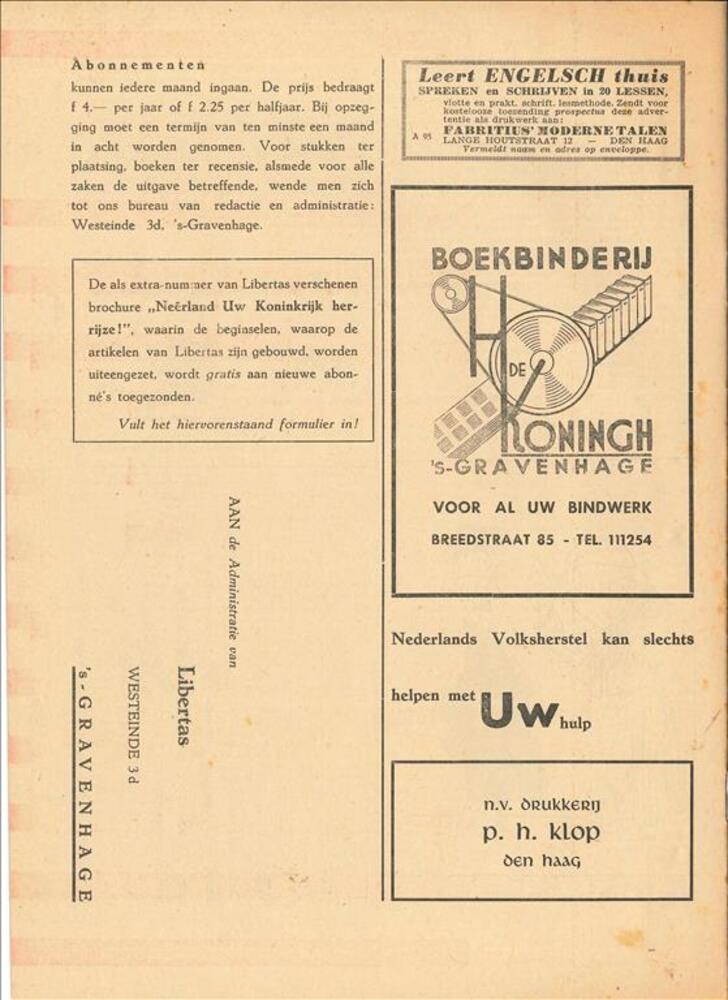 Abonnementen
kunnen iedere maand ingaan. De prijs bedraagt
f 4.— per jaar of f 2.25 per halfjaar. Bij opzeg-
ging moet een termijn van ten minste een maand
in acht worden genomen. Voor stukken ter
plaatsing, boeken ter recensie, alsmede voor alle
zaken de uitgave betreffende, wende men zich
tot ons bureau van redactie en administratie:
Westeinde 3d, 's-Gravenhage.
De als extra-nummer van Libertas verschenen
brochure „Neêrland Uw Koninkrijk her-
rijze!”, waarin de beginselen, waarop de
artikelen van Libertas zijn gebouwd, worden
uiteengezet, wordt gratis aan nieuwe abon-
né's toegezonden.
Vult het hiervorenstaand formulier in!
AAN de Administratie van
Libertas
WESTEINDE 3d
's-GRAVENHAGE
Leert ENGELSCH thuis
SPREKEN en SCHRIJVEN in 20 LESSEN,
vlotte en prakt. schrift. lesmethode. Zendt voor
kostelooze toezending prospectus deze adver-
tentie als drukwerk aan:
FABRITIUS' MODERNE TALEN
A 95 LANGE HOUTSTRAAT 12 — DEN HAAG
Vermeldt naam en adres op enveloppe.
BOEKBINDERIJ
H
DE
KONINGH
'S-GRAVENHAGE
VOOR AL UW BINDWERK
BREEDSTRAAT 85 - TEL. 111254
Nederlands Volksherstel kan slechts
helpen met Uw hulp
n.v. drukkerij
p. h. klop
den haag